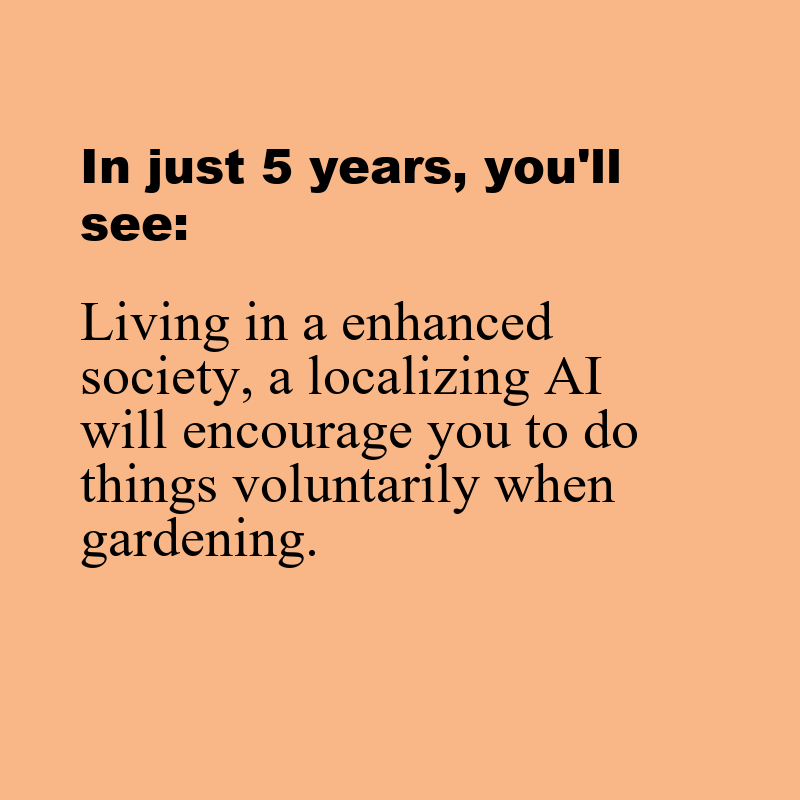 In just 5 years, you'll
see:
Living in a enhanced
society, a localizing AI
will encourage you to do
things voluntarily when
gardening.